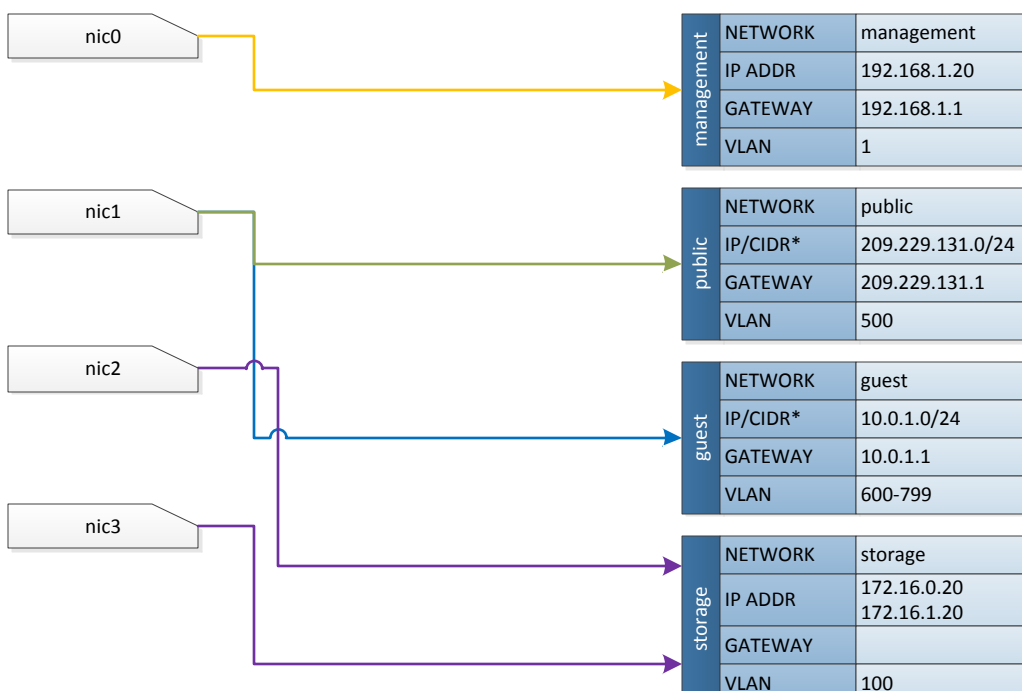 nic0
nic1
nic2
nic3
management
NETWORK management
IP ADDR 192.168.1.20
GATEWAY 192.168.1.1
VLAN 1
public
NETWORK public
IP/CIDR* 209.229.131.0/24
GATEWAY 209.229.131.1
VLAN 500
guest
NETWORK guest
IP/CIDR* 10.0.1.0/24
GATEWAY 10.0.1.1
VLAN 600-799
storage
NETWORK storage
IP ADDR 172.16.0.20
172.16.1.20
GATEWAY
VLAN 100